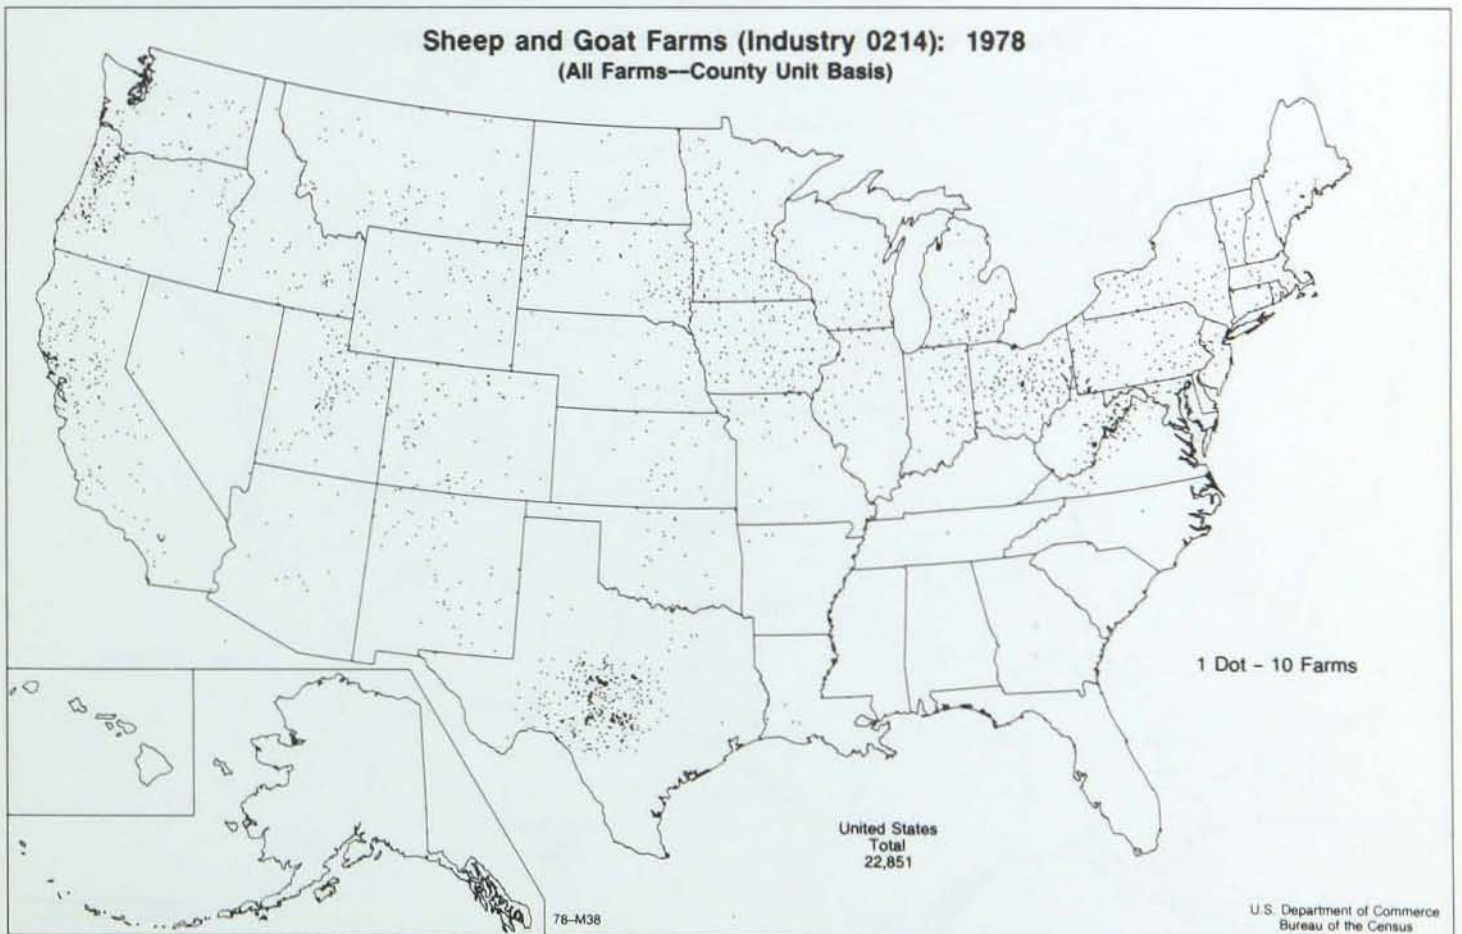 Sheep and Goat Farms (Industry 0214): 1978
(All Farms--County Unit Basis)
1 Dot - 10 Farms
United States
Total
22,851
78-M38
U.S. Department of Commerce
Bureau of the Census